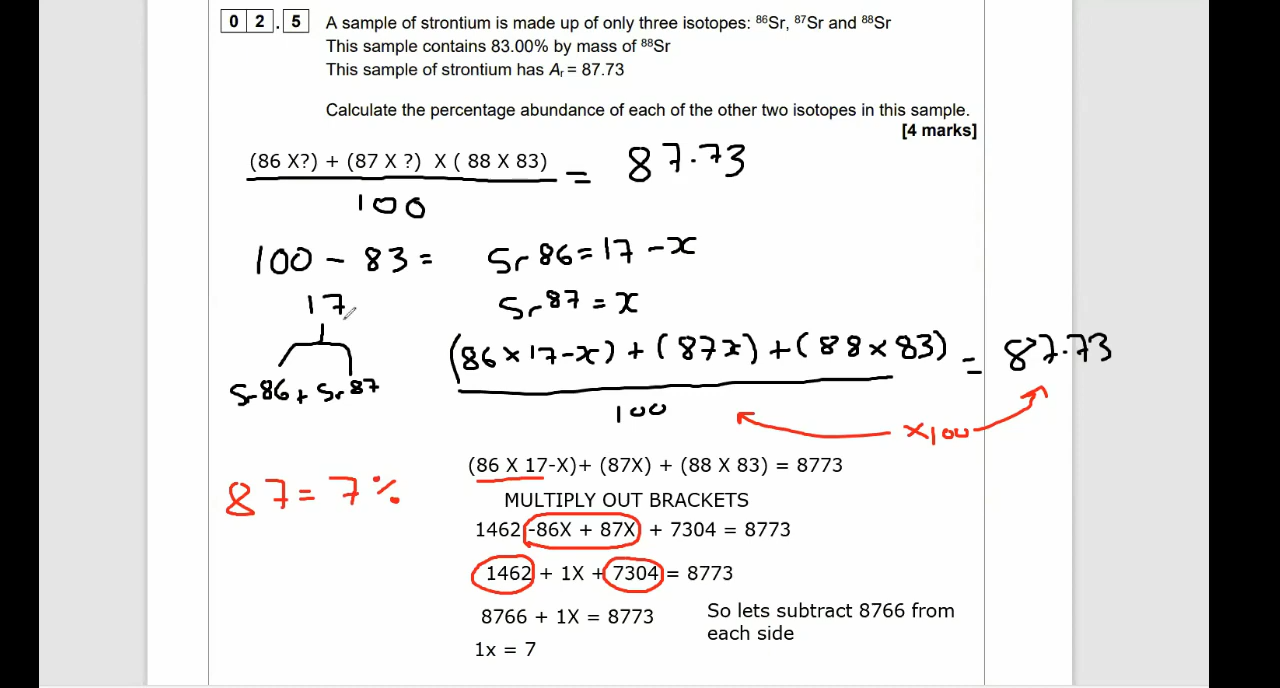 0 2 . 5 A sample of strontium is made up of only three isotopes: ⁸⁶Sr, ⁸⁷Sr and ⁸⁸Sr
This sample contains 83.00% by mass of ⁸⁸Sr
This sample of strontium has Aᵣ = 87.73
Calculate the percentage abundance of each of the other two isotopes in this sample.
[4 marks]
(86 X?) + (87 X ?) X ( 88 X 83) = 87.73
100
100 - 83 =
17
Sr 86 + Sr 87
Sr 86 = 17 - x
Sr 87 = x
(86 × 17 - x) + (87x) + (88 × 83) = 87.73
100
×100
87 = 7%
(86 X 17-X)+ (87X) + (88 X 83) = 8773
MULTIPLY OUT BRACKETS
1462 -86X + 87X + 7304 = 8773
1462 + 1X + 7304 = 8773
8766 + 1X = 8773
1x = 7
So lets subtract 8766 from
each side